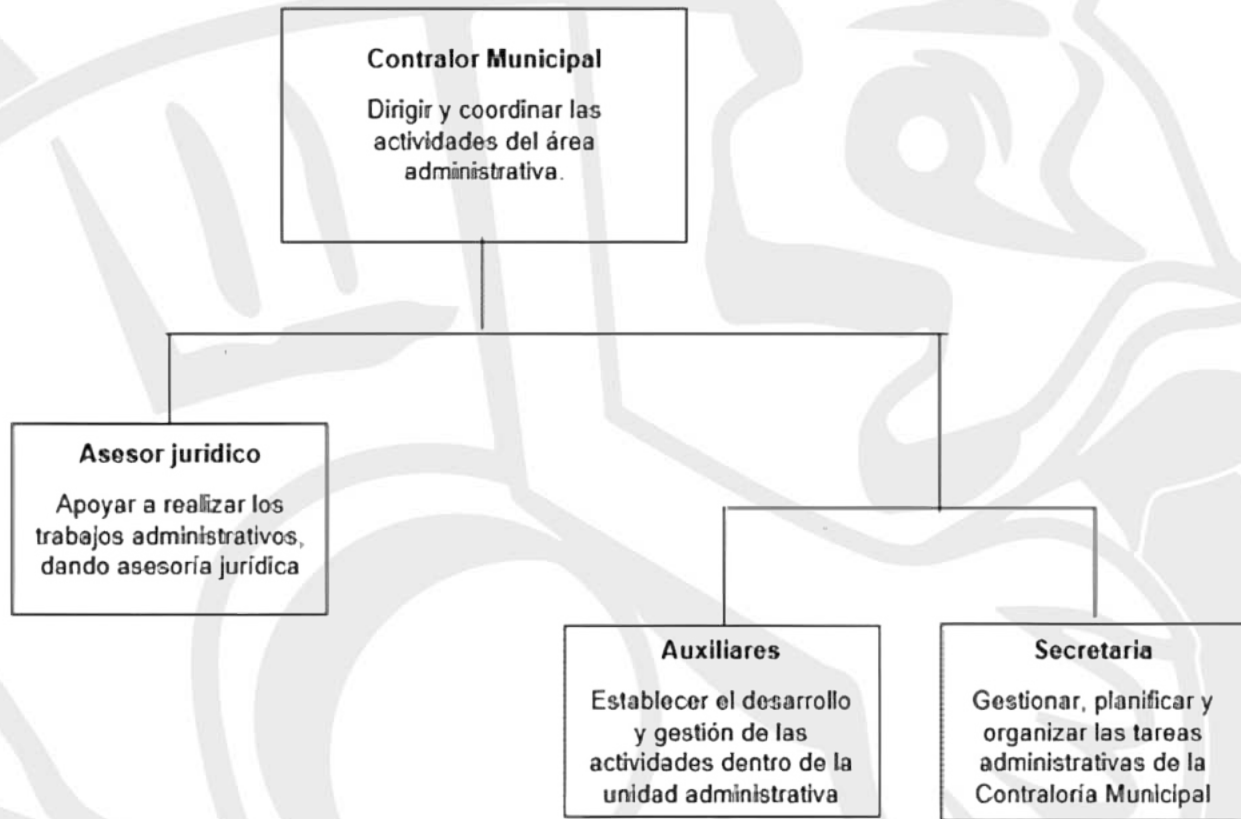 Contralor Municipal
Dirigir y coordinar las
actividades del área
administrativa.
Asesor jurídico
Apoyar a realizar los
trabajos administrativos,
dando asesoría jurídica
Auxiliares
Establecer el desarrollo
y gestión de las
actividades dentro de la
unidad administrativa
Secretaria
Gestionar, planificar y
organizar las tareas
administrativas de la
Contraloría Municipal